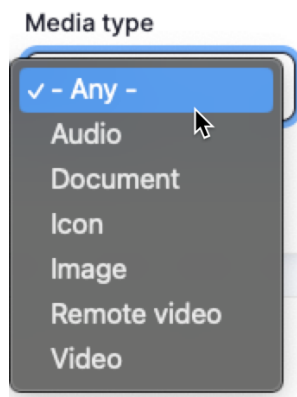 Media type
✓ - Any -
Audio
Document
Icon
Image
Remote video
Video